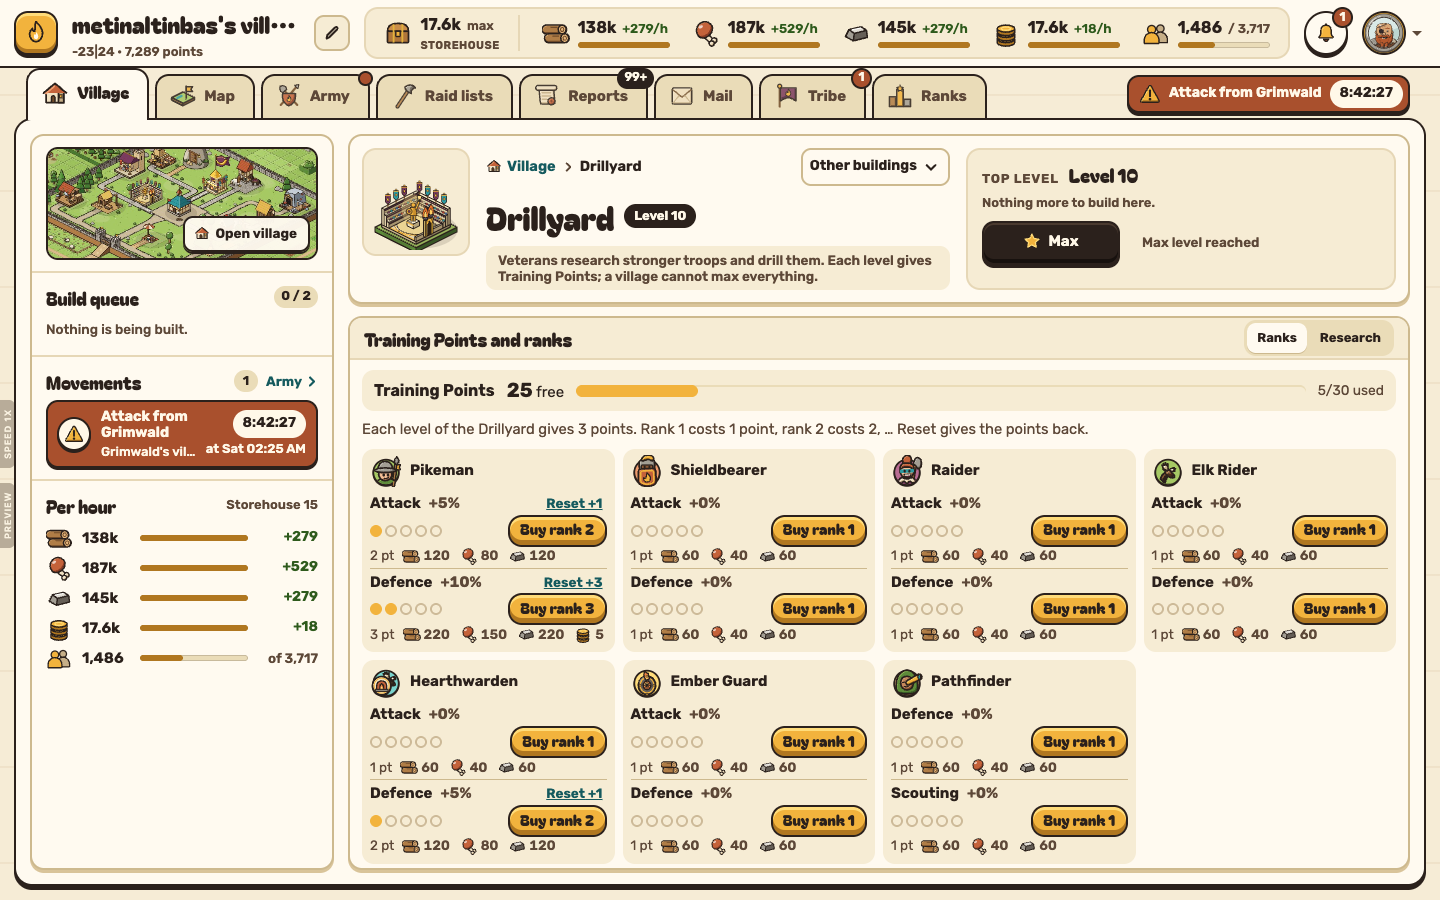 metinaltinbas's vill•••
-23|24 • 7,289 points
17.6k max
STOREHOUSE
138k +279/h
187k +529/h
145k +279/h
17.6k +18/h
1,486 / 3,717
1
Village
Map
Army
Raid lists
Reports
99+
Mail
Tribe
1
Ranks
Attack from Grimwald 8:42:27
Open village
Build queue 0 / 2
Nothing is being built.
Movements 1 Army
Attack from Grimwald
8:42:27
Grimwald's vil... at Sat 02:25 AM
Per hour Storehouse 15
138k +279
187k +529
145k +279
17.6k +18
1,486 of 3,717
SPEED 1X
PREVIEW
Village > Drillyard
Other buildings
Drillyard Level 10
Veterans research stronger troops and drill them. Each level gives
Training Points; a village cannot max everything.
TOP LEVEL Level 10
Nothing more to build here.
Max
Max level reached
Training Points and ranks
Ranks Research
Training Points 25 free 5/30 used
Each level of the Drillyard gives 3 points. Rank 1 costs 1 point, rank 2 costs 2, … Reset gives the points back.
Pikeman
Attack +5% Reset +1
Buy rank 2
2 pt 120 80 120
Defence +10% Reset +3
Buy rank 3
3 pt 220 150 220 5
Shieldbearer
Attack +0%
Buy rank 1
1 pt 60 40 60
Defence +0%
Buy rank 1
1 pt 60 40 60
Raider
Attack +0%
Buy rank 1
1 pt 60 40 60
Defence +0%
Buy rank 1
1 pt 60 40 60
Elk Rider
Attack +0%
Buy rank 1
1 pt 60 40 60
Defence +0%
Buy rank 1
1 pt 60 40 60
Hearthwarden
Attack +0%
Buy rank 1
1 pt 60 40 60
Defence +5% Reset +1
Buy rank 2
2 pt 120 80 120
Ember Guard
Attack +0%
Buy rank 1
1 pt 60 40 60
Defence +0%
Buy rank 1
1 pt 60 40 60
Pathfinder
Defence +0%
Buy rank 1
1 pt 60 40 60
Scouting +0%
Buy rank 1
1 pt 60 40 60